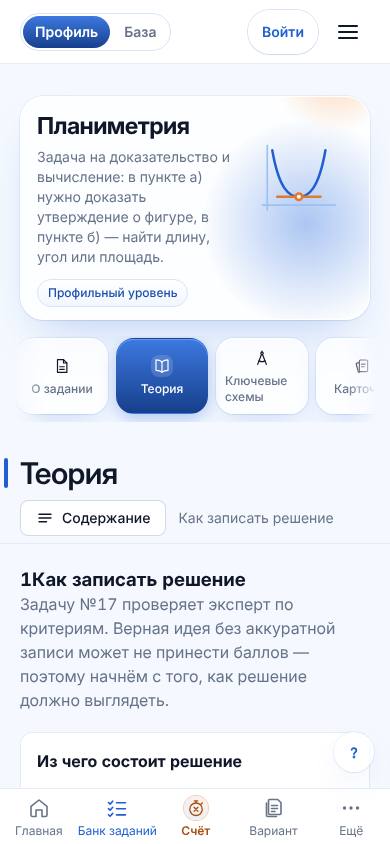 Профиль База Войти
Планиметрия
Задача на доказательство и
вычисление: в пункте а)
нужно доказать
утверждение о фигуре, в
пункте б) — найти длину,
угол или площадь.
Профильный уровень
О задании Теория Ключевые
схемы
Карточ
Теория
Содержание Как записать решение
1Как записать решение
Задачу №17 проверяет эксперт по
критериям. Верная идея без аккуратной
записи может не принести баллов —
поэтому начнём с того, как решение
должно выглядеть.
Из чего состоит решение ?
Главная Банк заданий Счёт Вариант Ещё